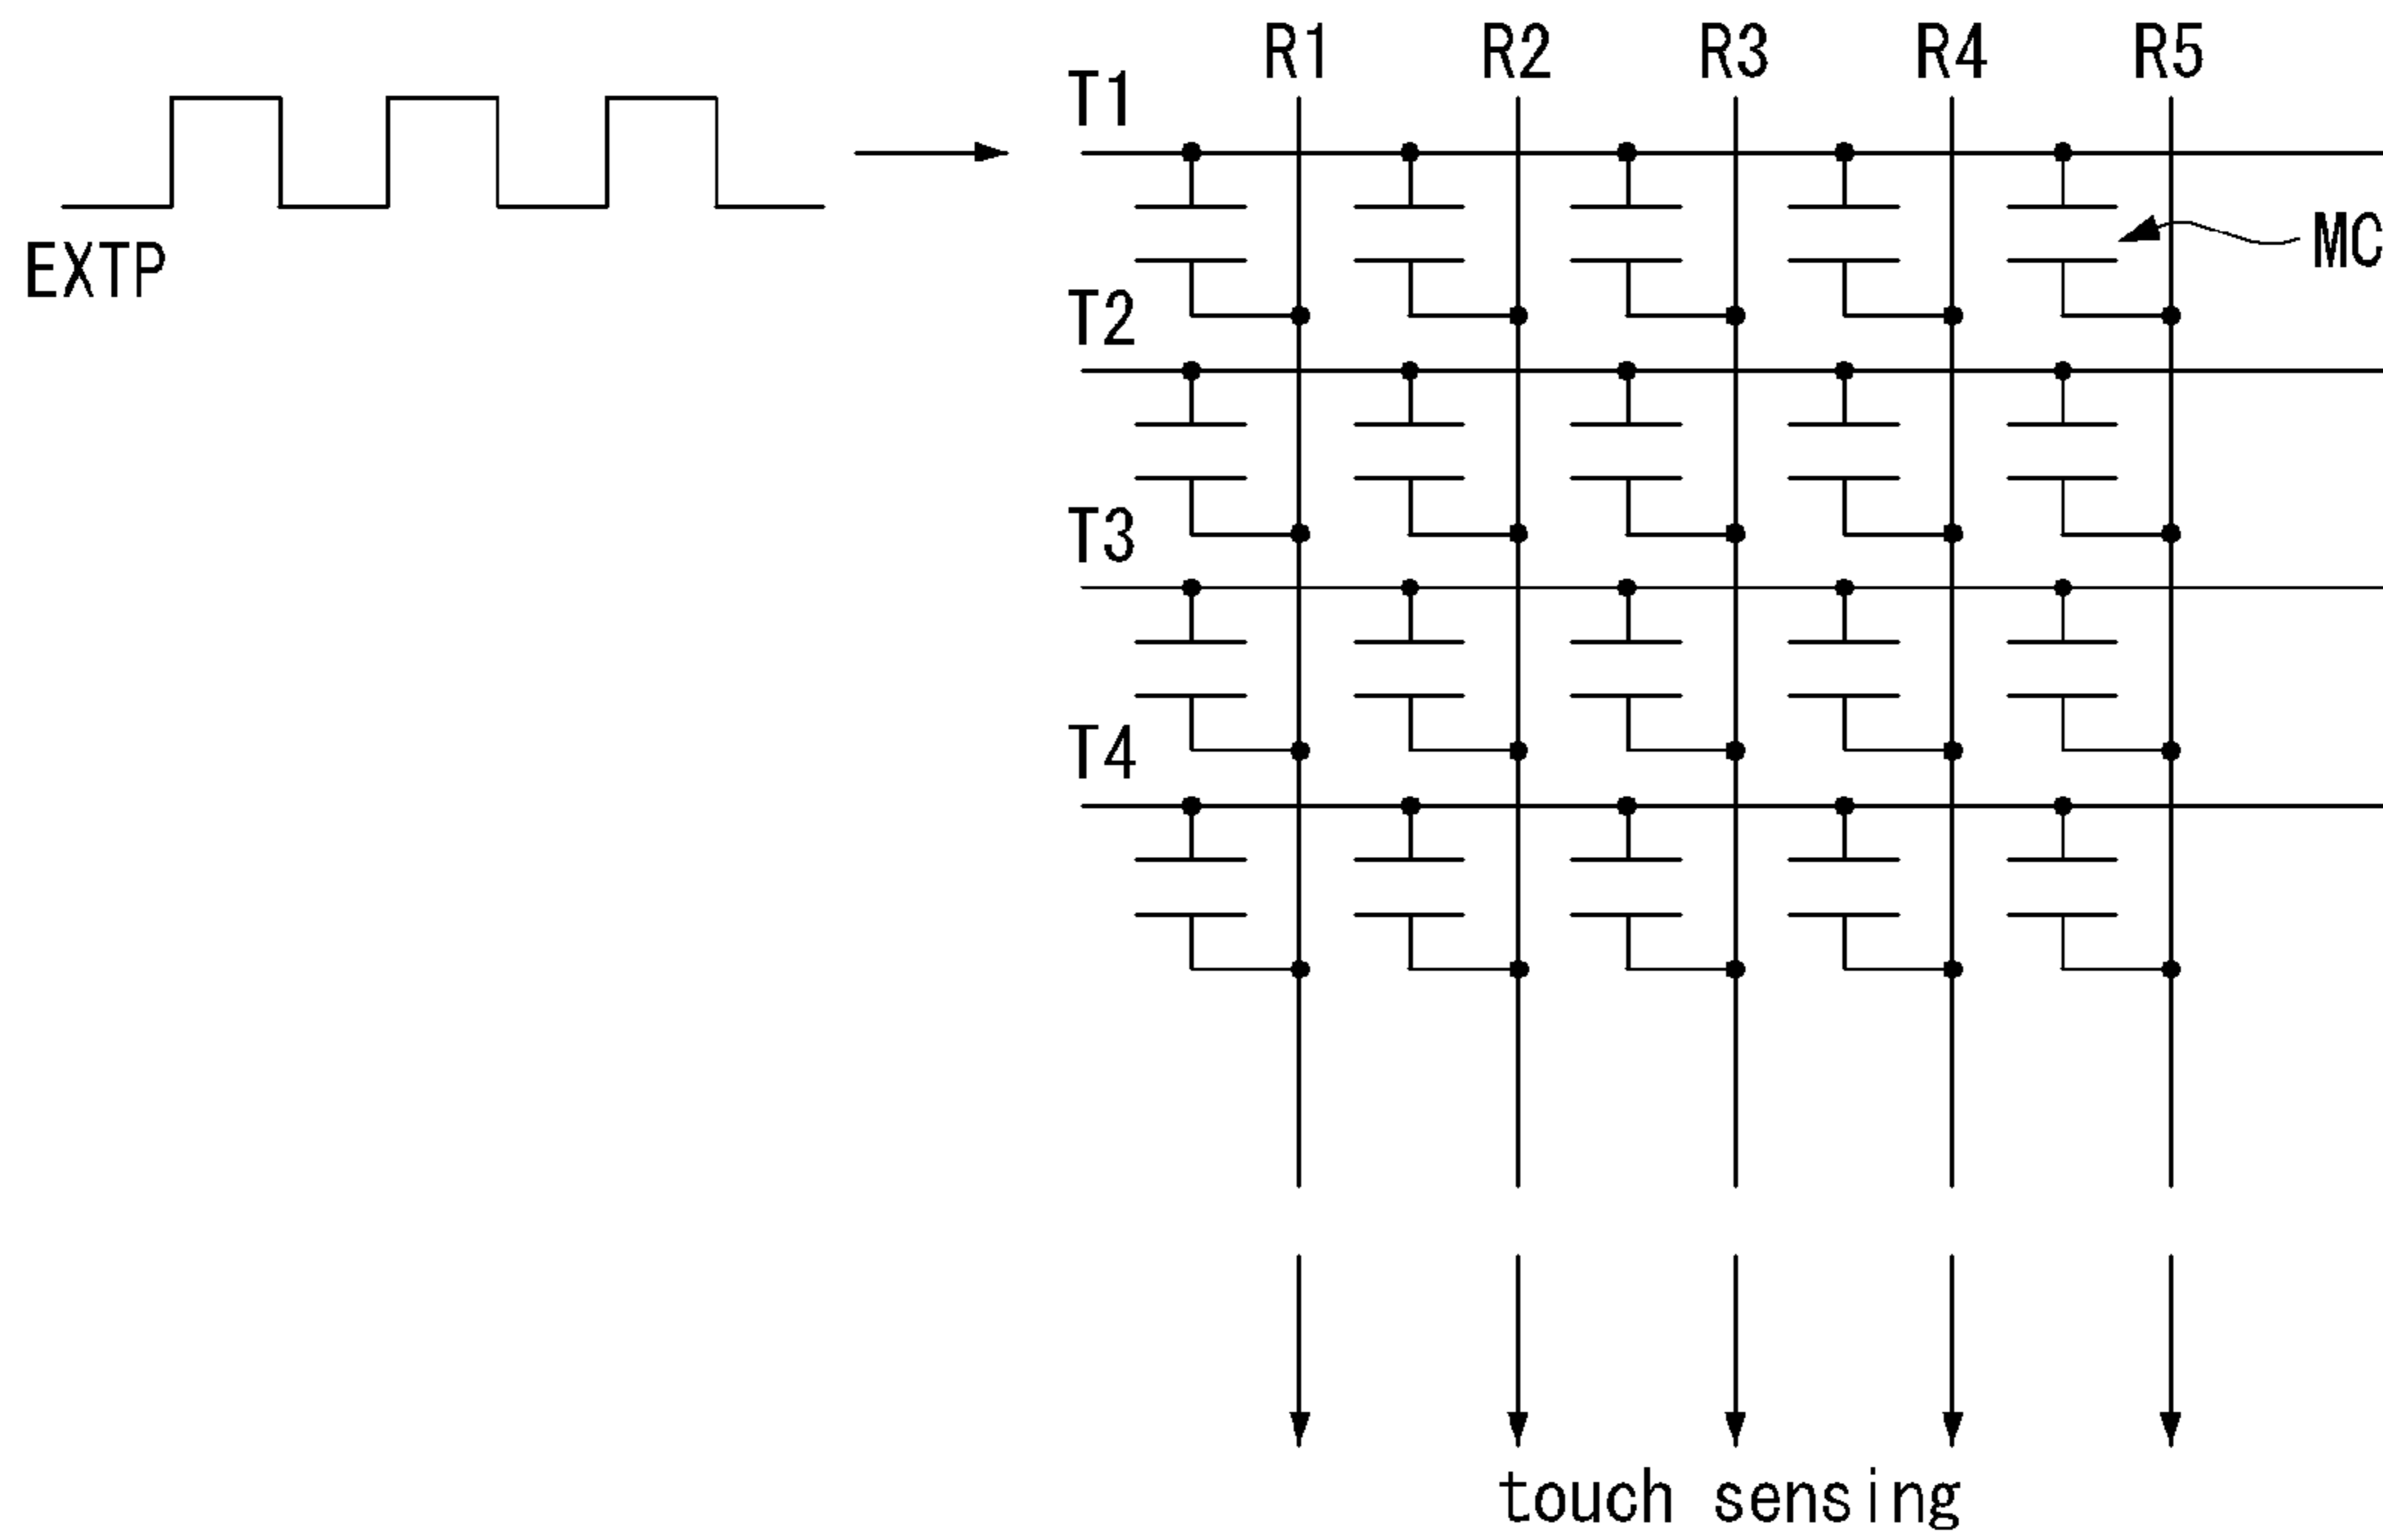 R1 R2 R3 R4 R5
T1
EXTP
MC
T2
T3
T4
touch sensing